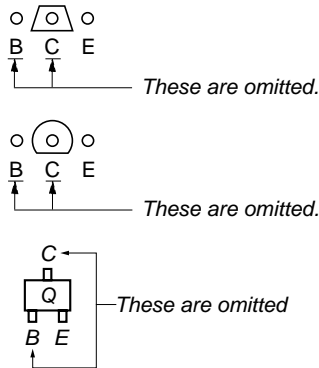 B C E
These are omitted.
B C E
These are omitted.
C
Q
These are omitted
B E